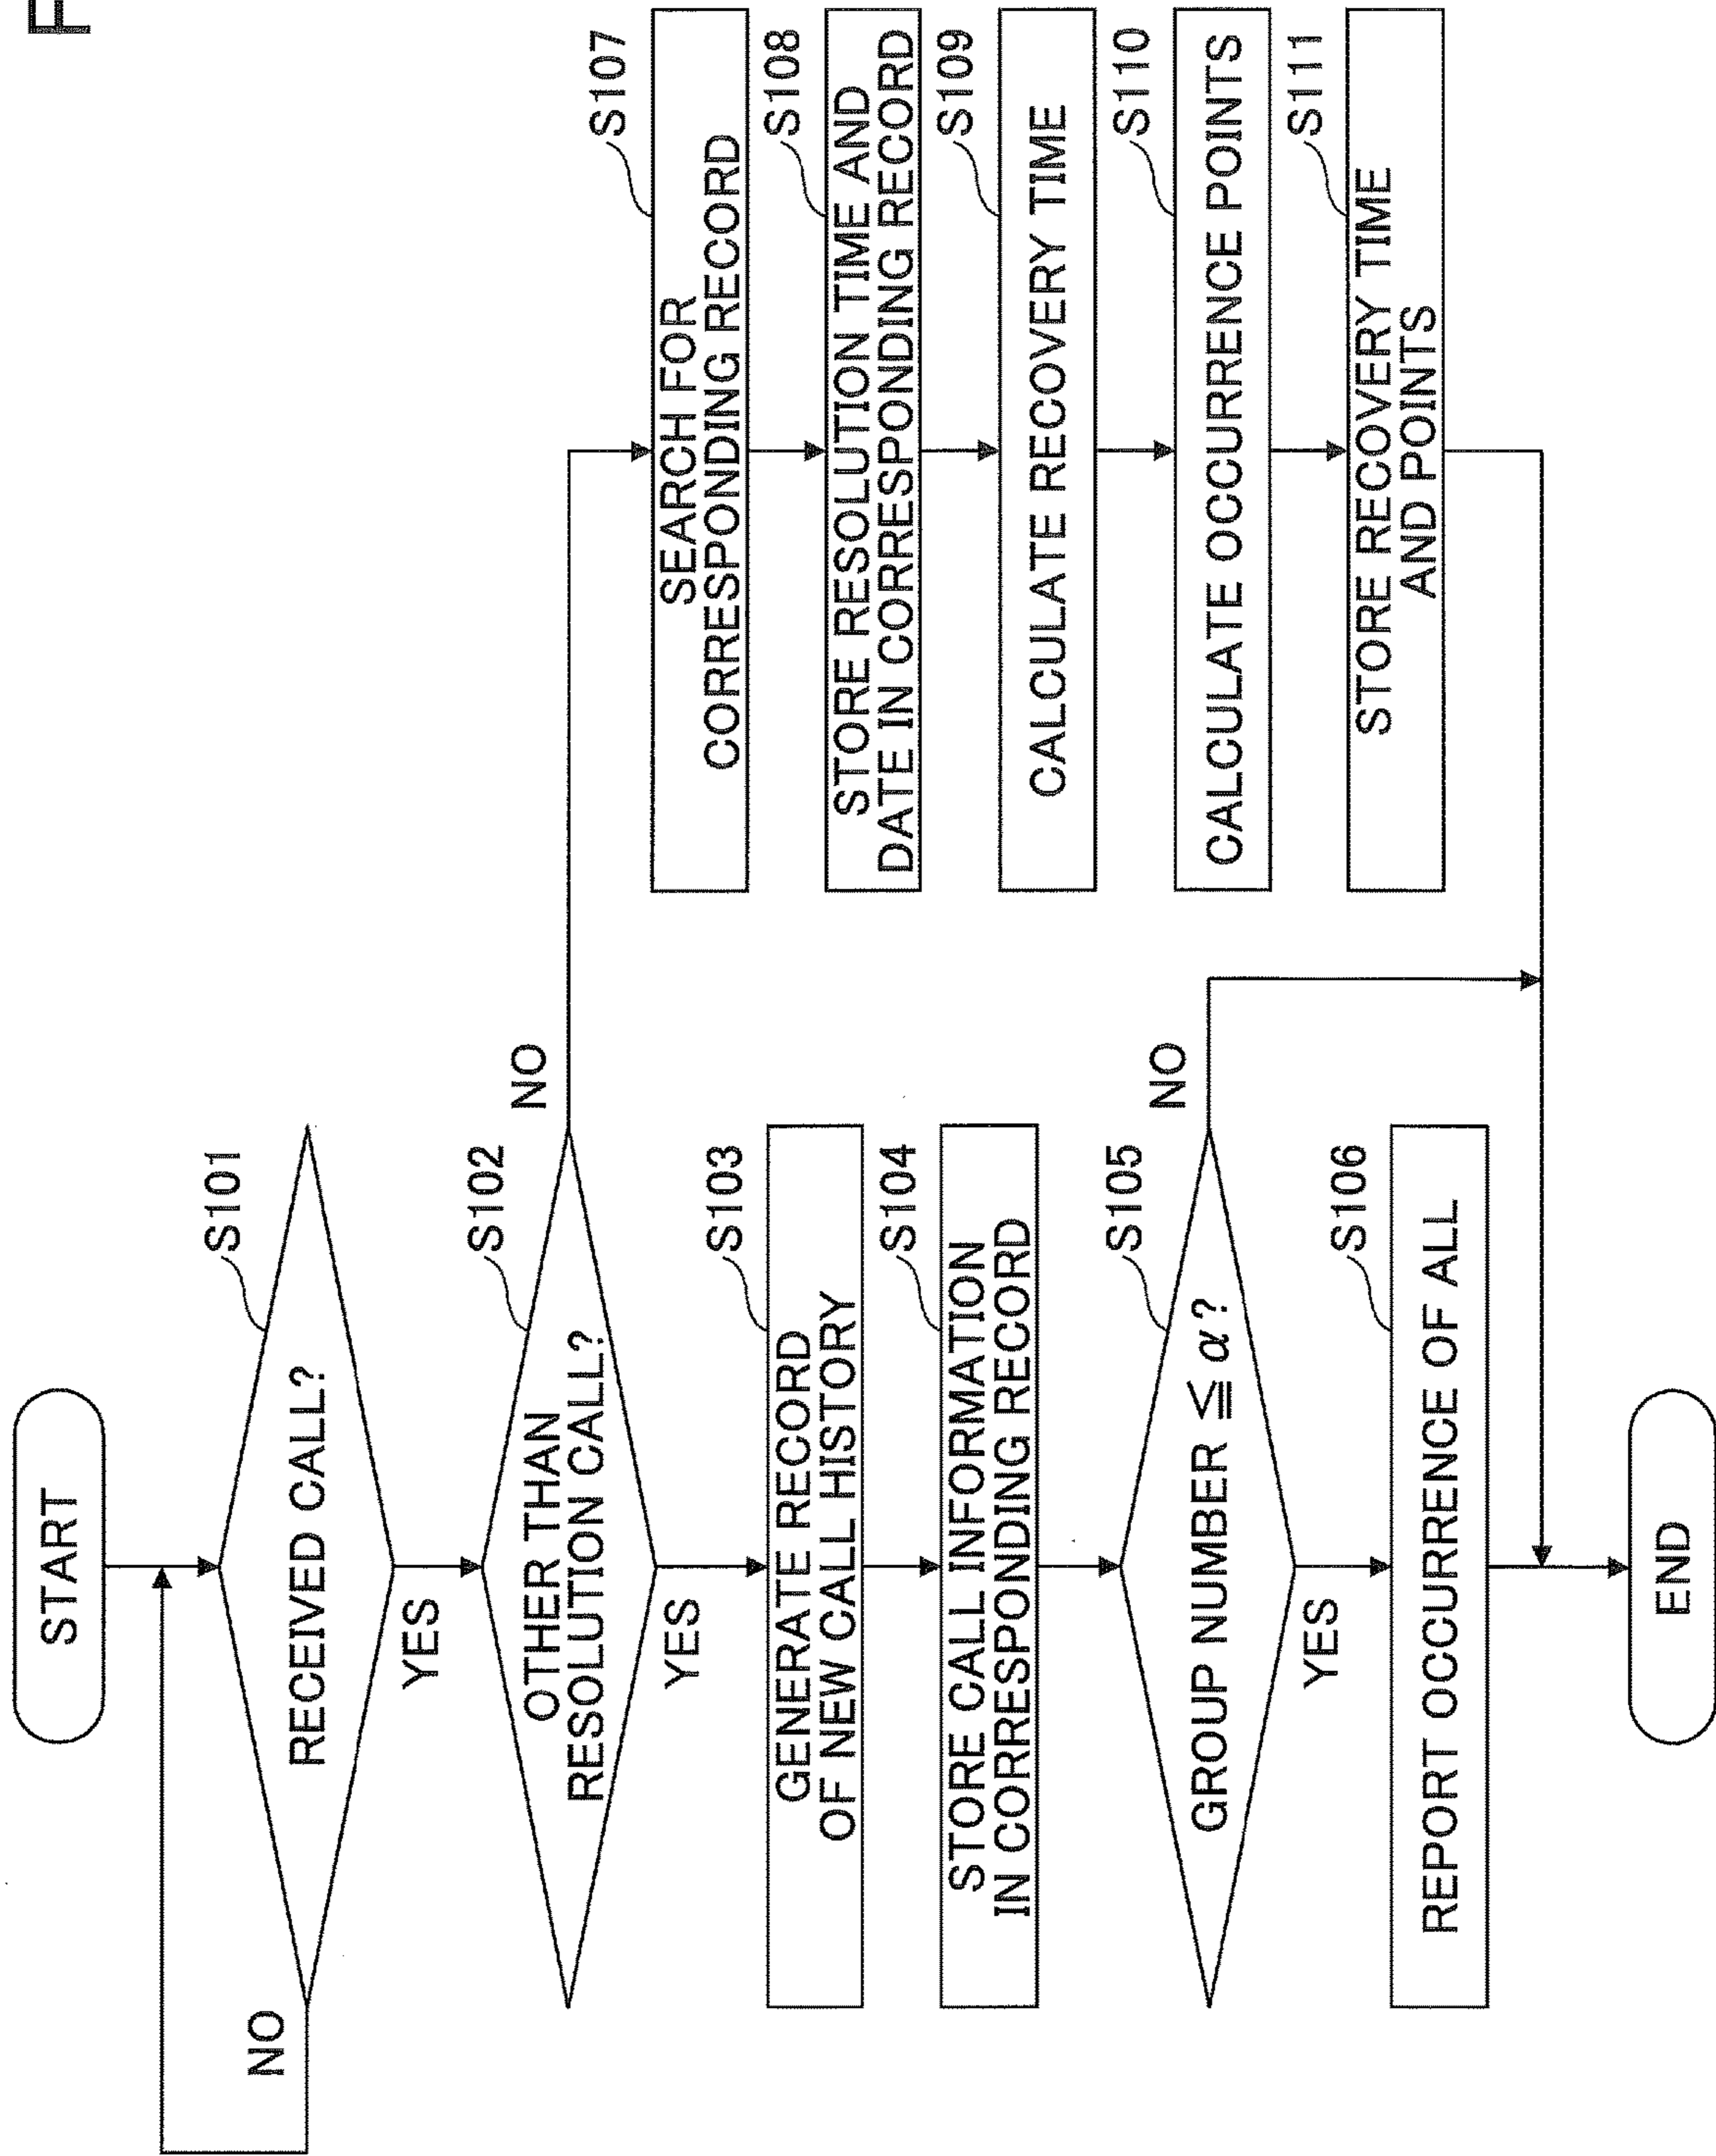 F
START
S101
RECEIVED CALL?
NO
YES
S102
OTHER THAN
RESOLUTION CALL?
NO
YES
S103
GENERATE RECORD
OF NEW CALL HISTORY
S104
STORE CALL INFORMATION
IN CORRESPONDING RECORD
S105
GROUP NUMBER ≦ α?
NO
YES
S106
REPORT OCCURRENCE OF ALL
END
S107
SEARCH FOR
CORRESPONDING RECORD
S108
STORE RESOLUTION TIME AND
DATE IN CORRESPONDING RECORD
S109
CALCULATE RECOVERY TIME
S110
CALCULATE OCCURRENCE POINTS
S111
STORE RECOVERY TIME
AND POINTS